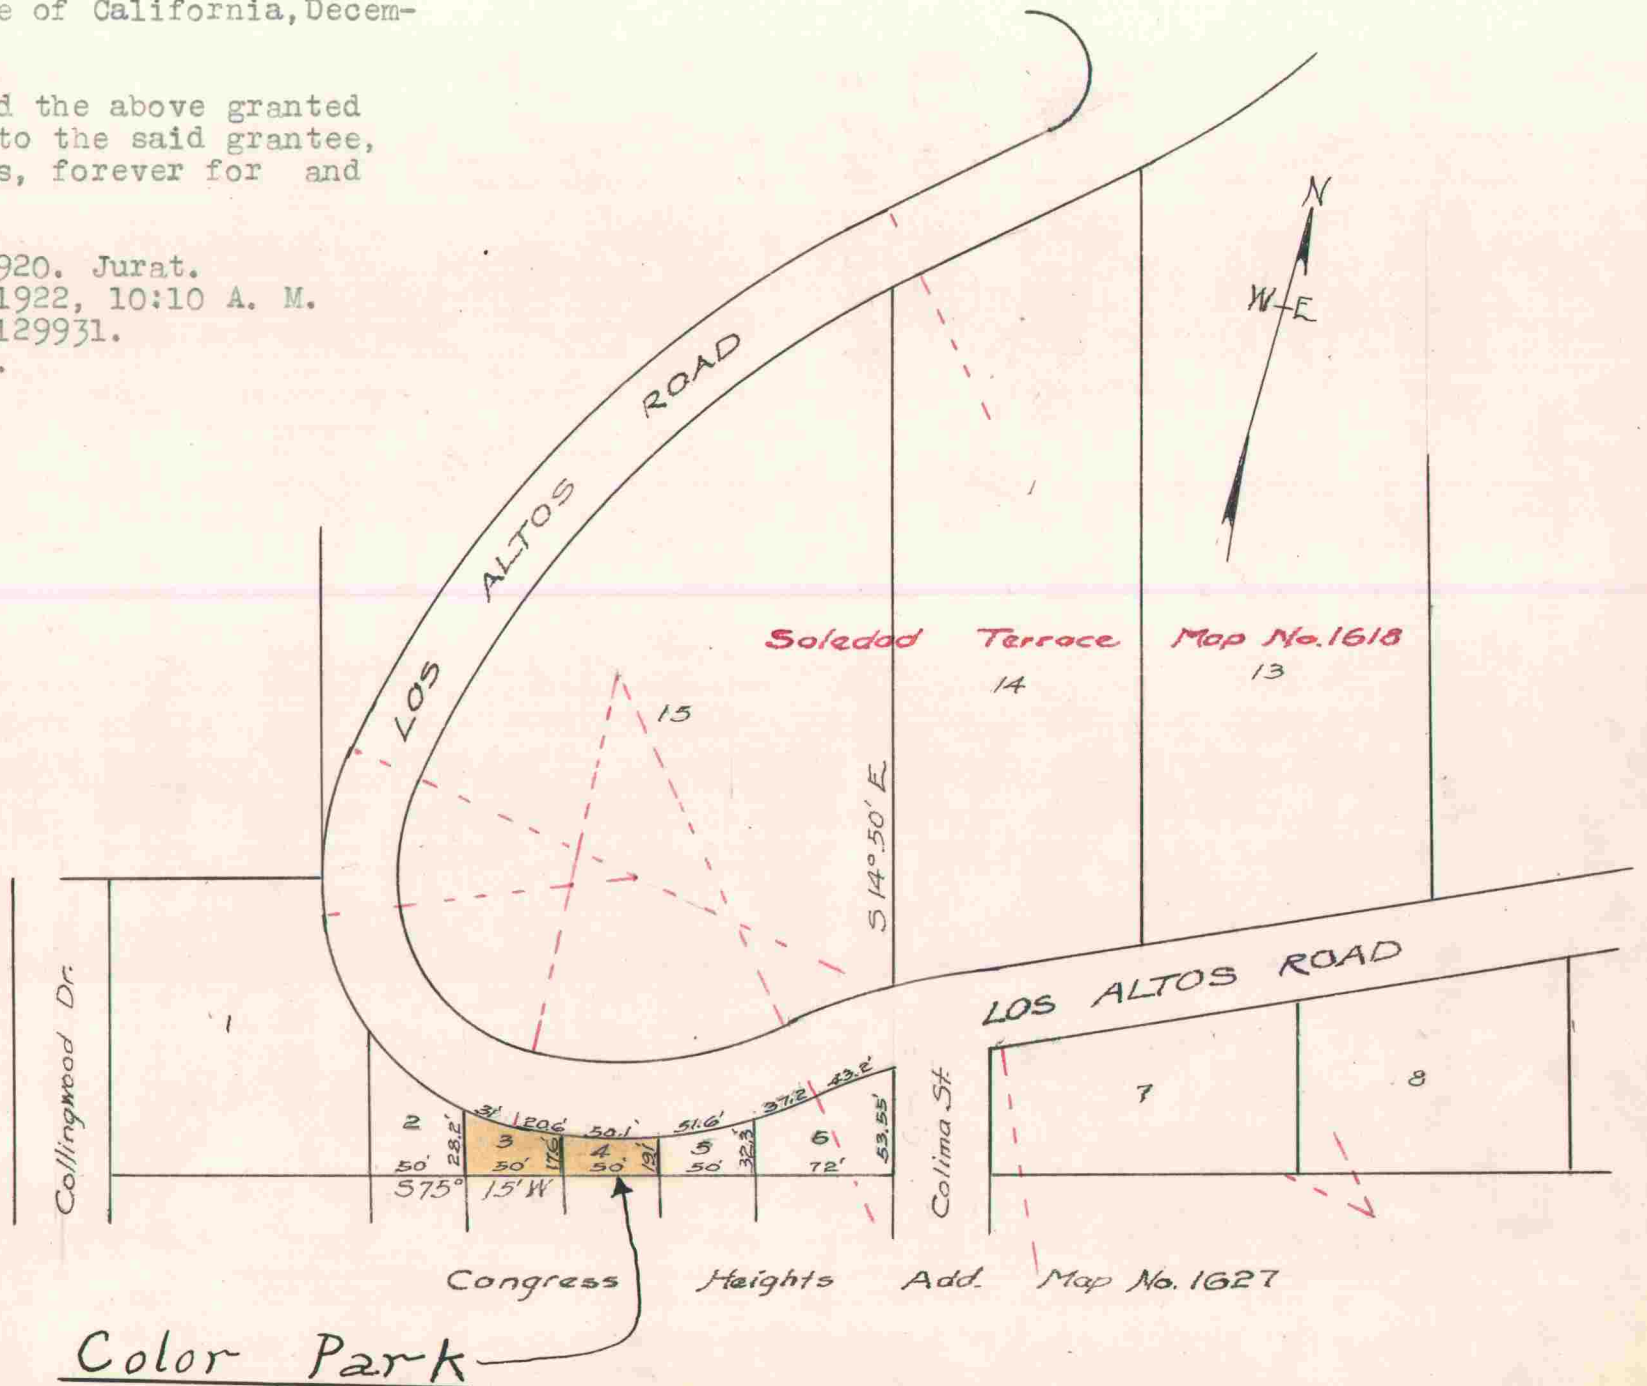 e of California,Decem-
d the above granted
to the said grantee,
s, forever for and
920. Jurat.
1922, 10:10 A. M.
129931.
.
N
W E
ROAD
ALTOS
LOS
Soledad Terrace Map No. 1618
15
14
13
1
S 14° 50' E
LOS ALTOS ROAD
Collingwood Dr.
Colima St.
1
2
3
4
5
6
7
8
31' 20.6' 50.1' 51.6' 37.2 43.2'
28.2' 17.6' 19.1' 32.3' 53.55'
50' 50' 50' 50' 72'
S75° 15' W
Congress Heights Add. Map No. 1627
Color Park